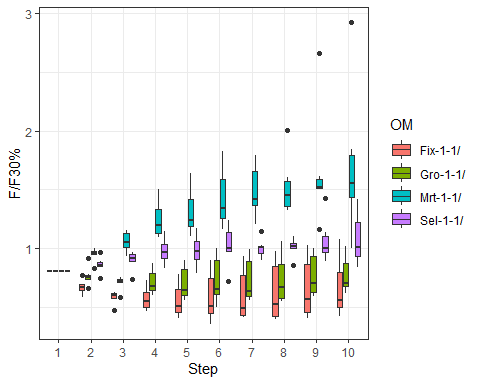 3
2
1
F/F30%
1 2 3 4 5 6 7 8 9 10
Step
OM
Fix-1-1/
Gro-1-1/
Mrt-1-1/
Sel-1-1/